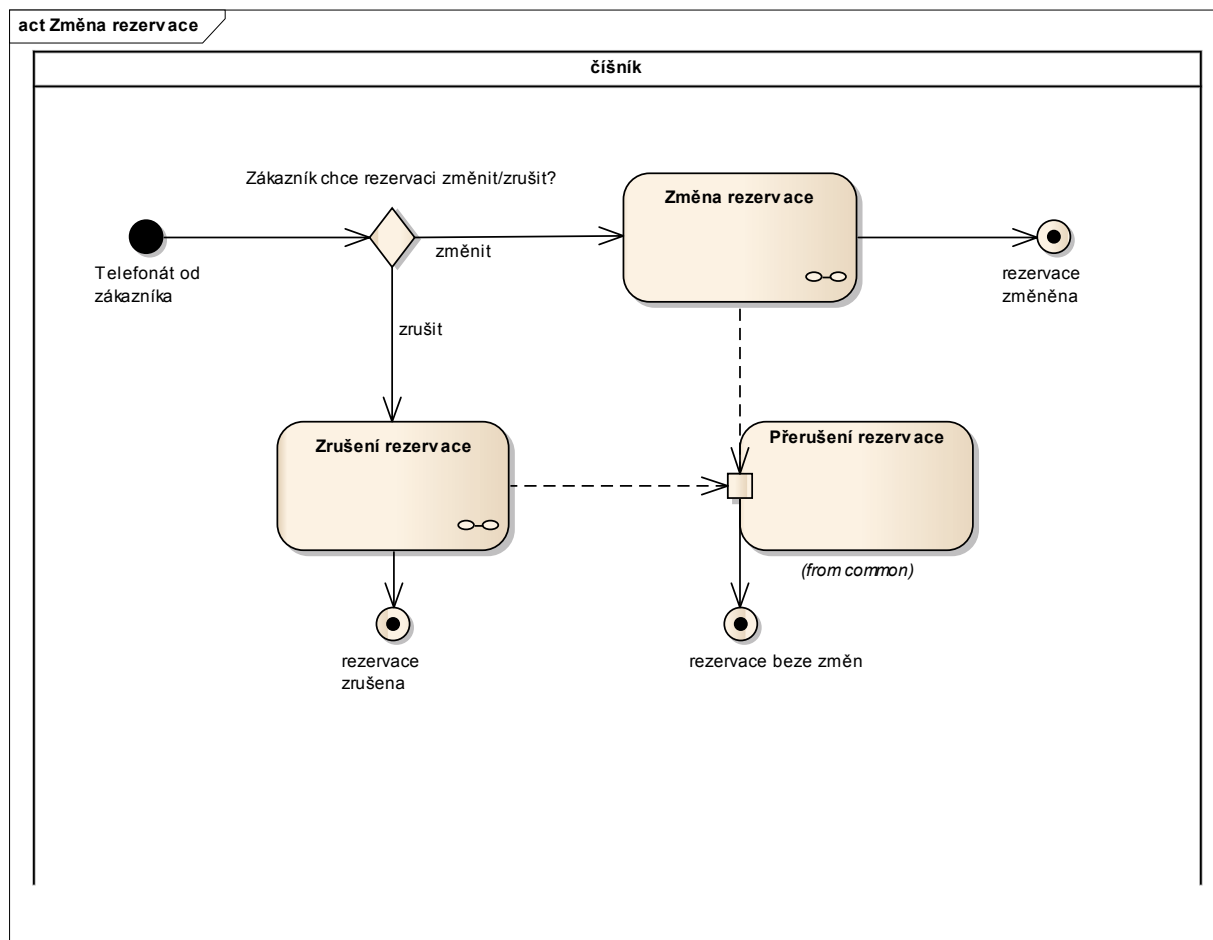 act Změna rezervace
číšník
Zákazník chce rezervaci změnit/zrušit?
Změna rezervace
změnit
Telefonát od
zákazníka
rezervace
změněna
zrušit
Zrušení rezervace
Přerušení rezervace
(from common)
rezervace
zrušena
rezervace beze změn